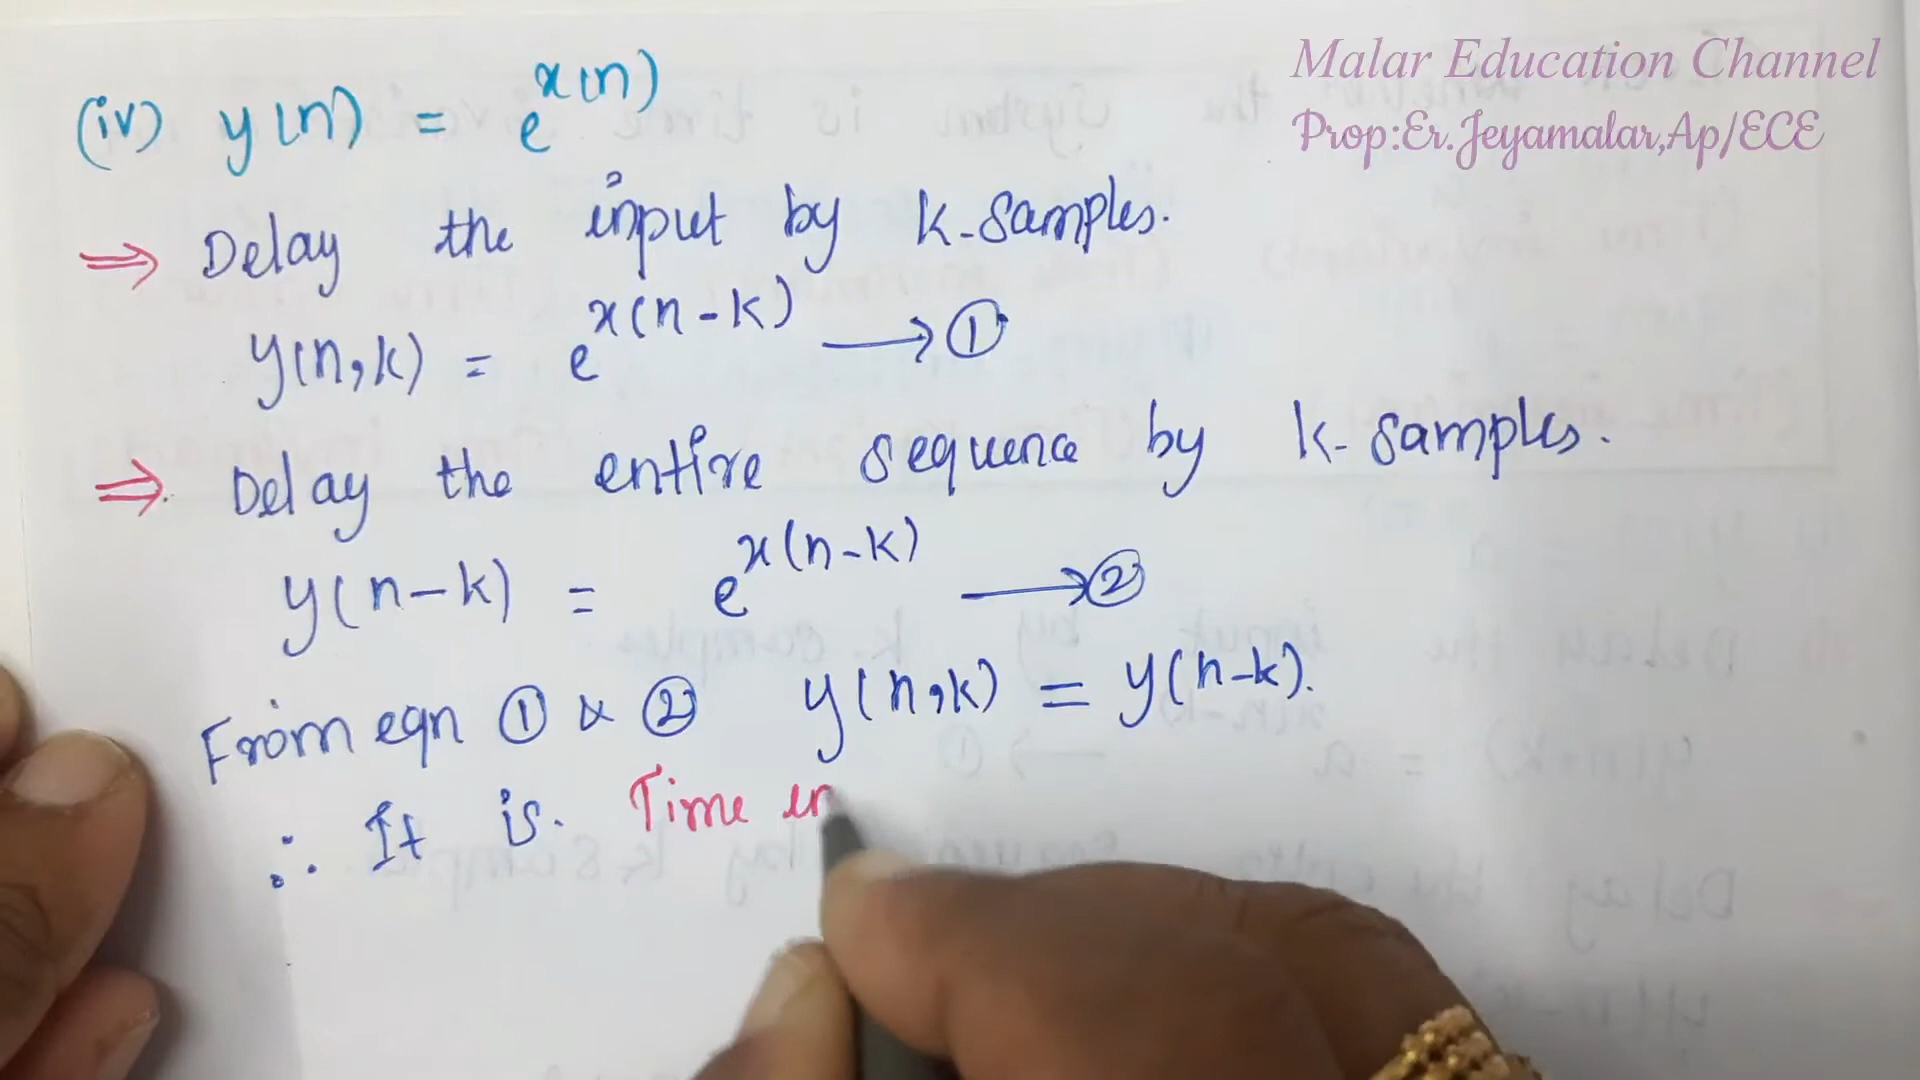 Malar Education Channel
Prop:Er.Jeyamalar,Ap/ECE
(iv) y(n) = e^x(n)
⇒ Delay the input by k-samples.
y(n,k) = e^x(n-k) → ①
⇒ Delay the entire sequence by k-samples.
y(n-k) = e^x(n-k) → ②
From eqn ① & ② y(n,k) = y(n-k).
∴ It is. Time in